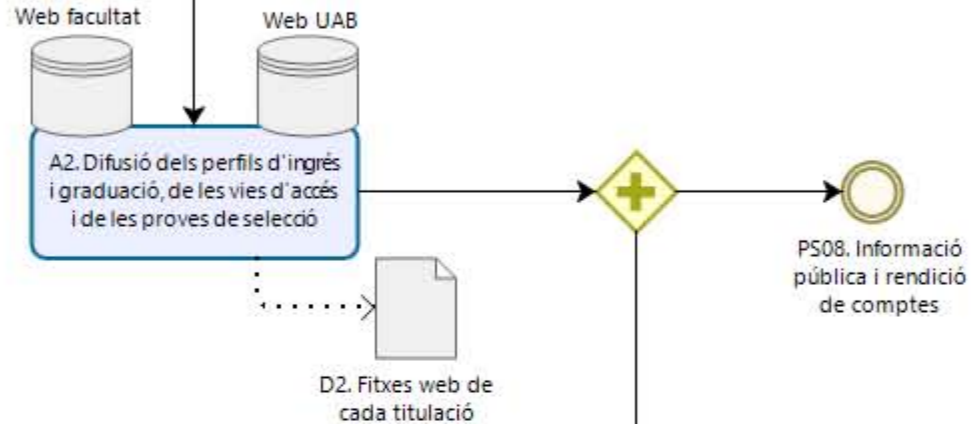 Web facultat
Web UAB
A2. Difusió dels perfils d'ingrés
i graduació, de les vies d'accés
i de les proves de selecció
PS08. Informació
pública i rendició
de comptes
D2. Fitxes web de
cada titulació